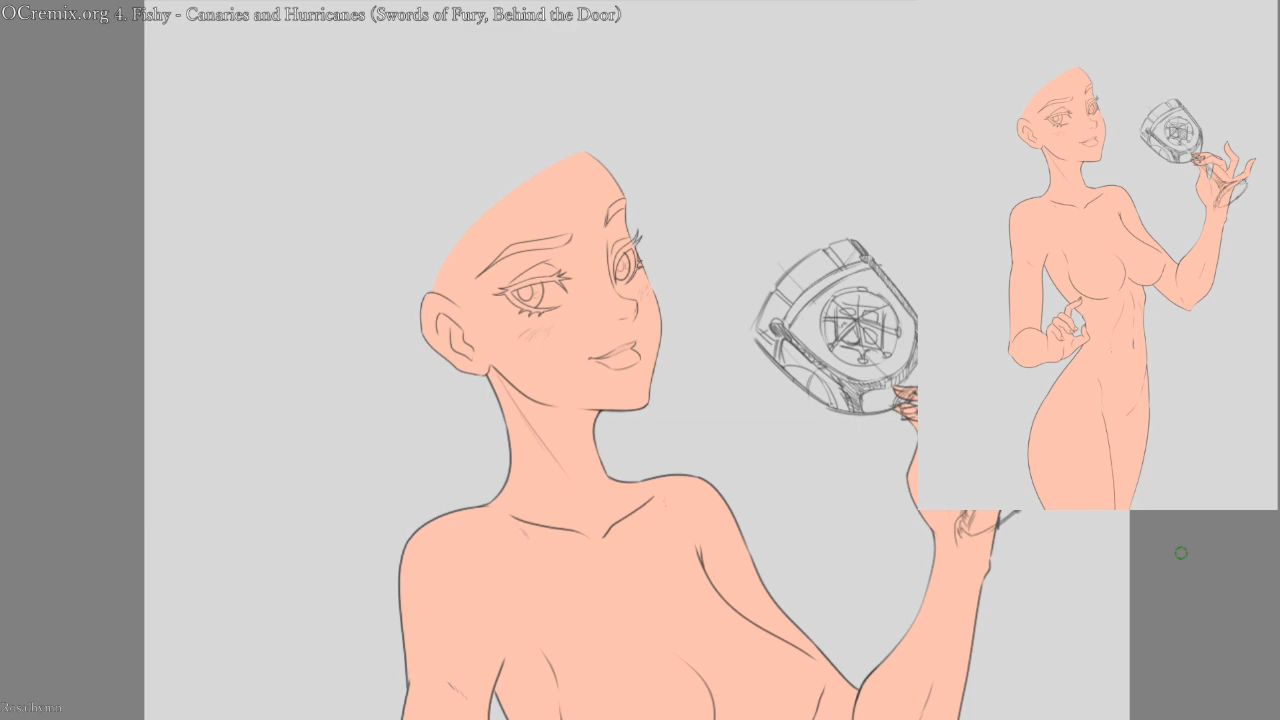 OCremix.org 4. Fishy - Canaries and Hurricanes (Swords of Fury, Behind the Door)